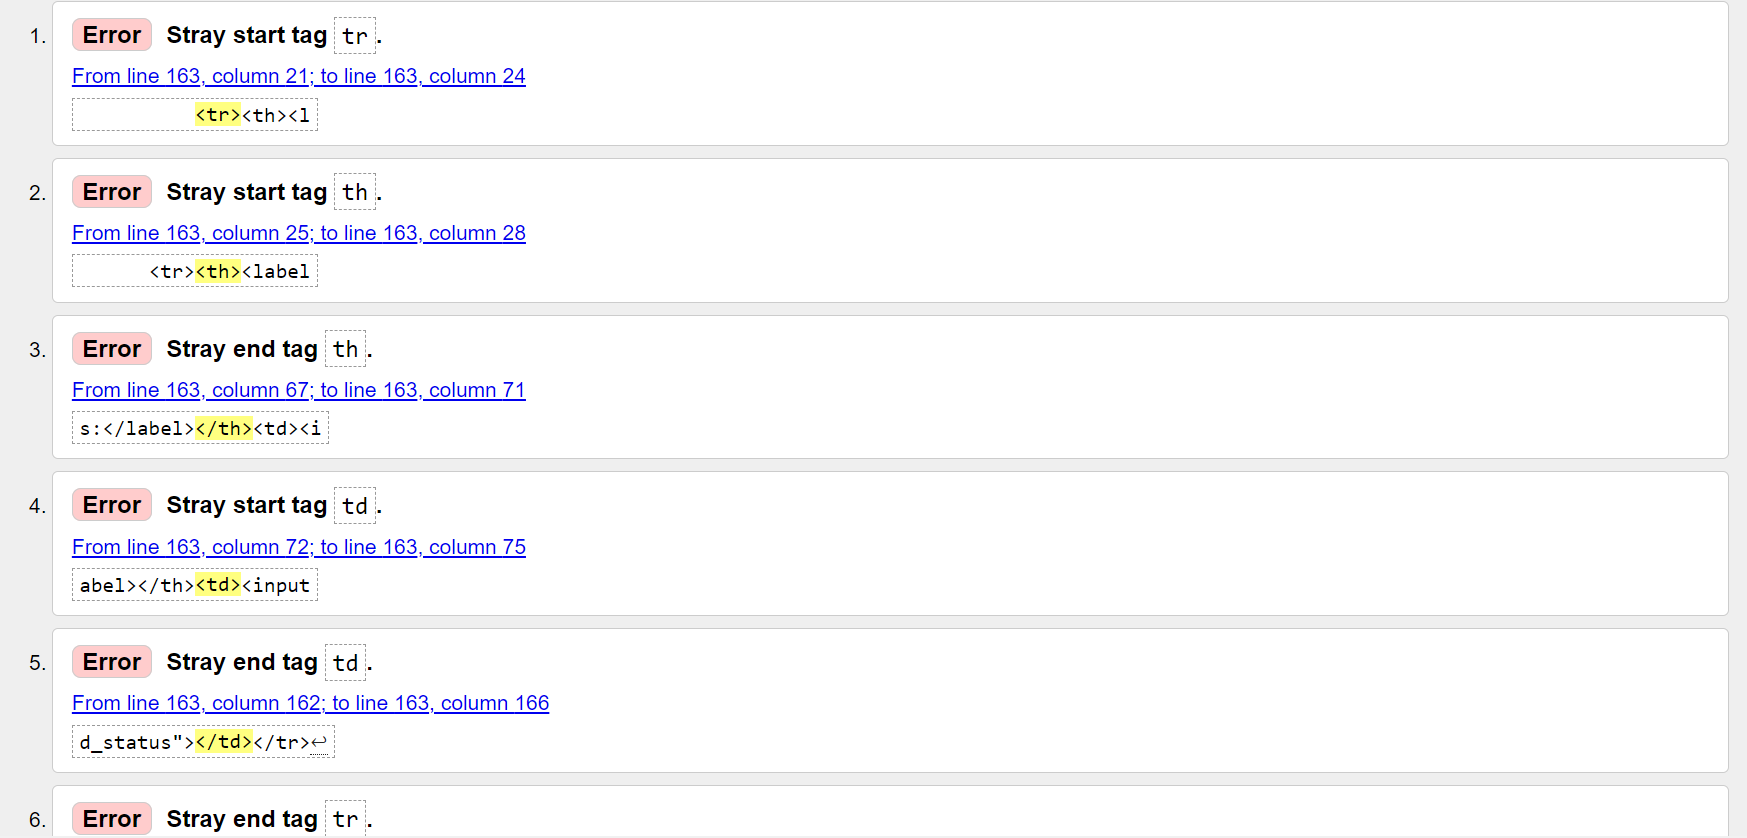 1. Error Stray start tag tr.
From line 163, column 21; to line 163, column 24
<tr><th><l
2. Error Stray start tag th.
From line 163, column 25; to line 163, column 28
<tr><th><label
3. Error Stray end tag th.
From line 163, column 67; to line 163, column 71
s:</label></th><td><i
4. Error Stray start tag td.
From line 163, column 72; to line 163, column 75
abel></th><td><input
5. Error Stray end tag td.
From line 163, column 162; to line 163, column 166
d_status"></td></tr>↩
6. Error Stray end tag tr.